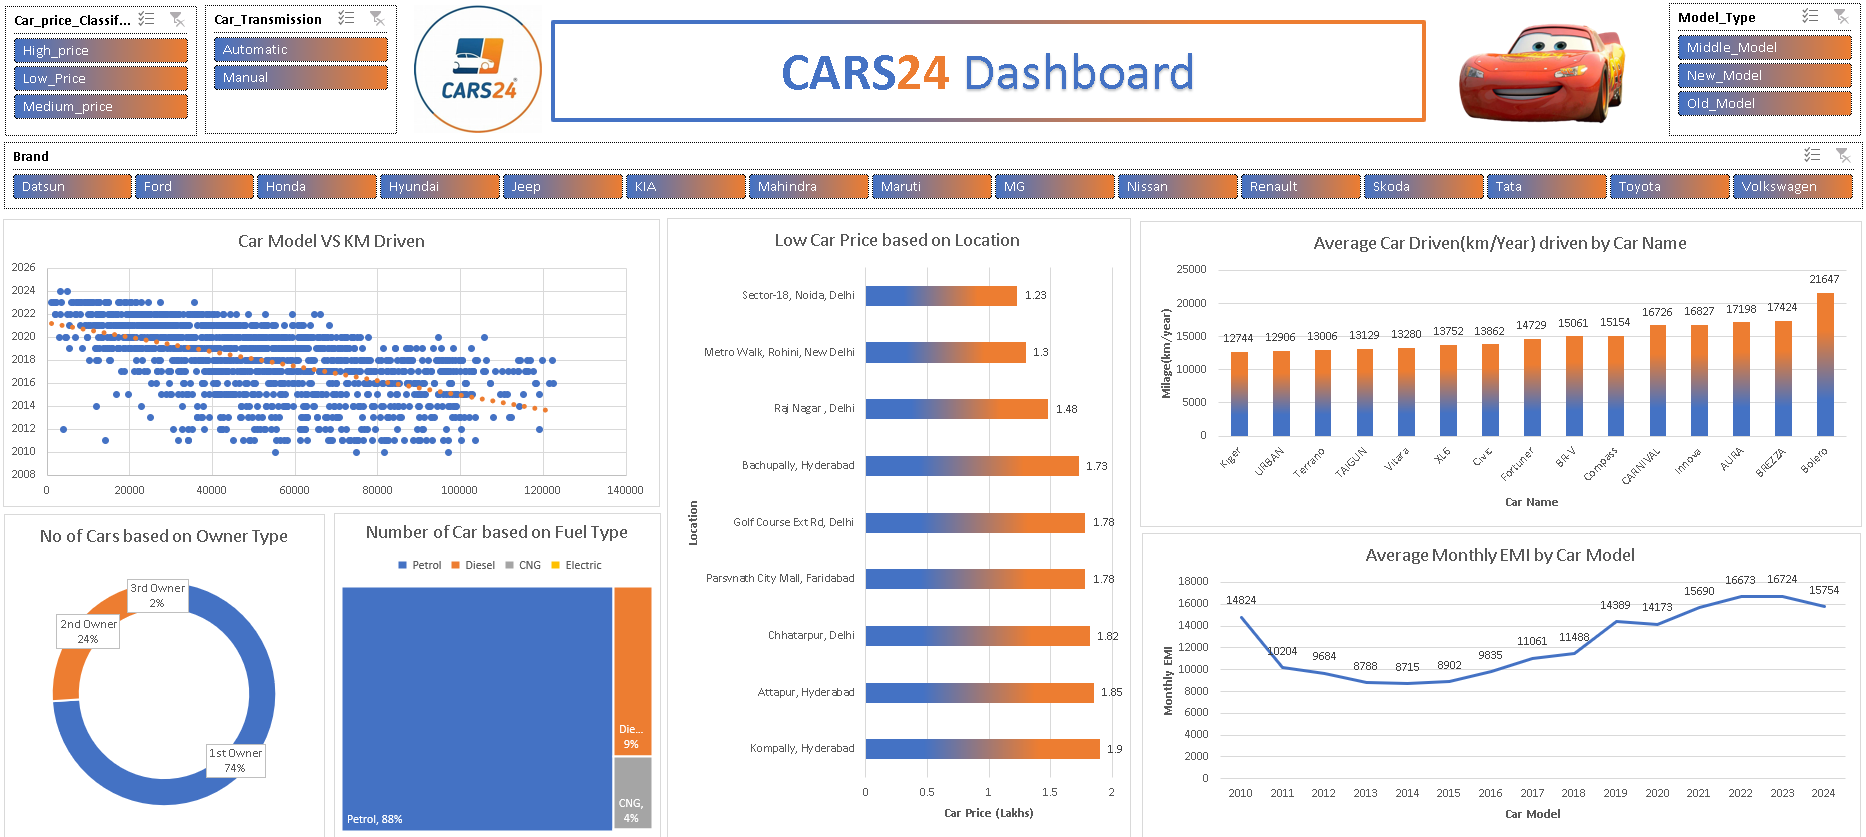 Car_price_Classif...
High_price
Low_Price
Medium_price
Car_Transmission
Automatic
Manual
CARS24
CARS24 Dashboard
Model_Type
Middle_Model
New_Model
Old_Model
Brand
Datsun Ford Honda Hyundai Jeep KIA Mahindra Maruti MG Nissan Renault Skoda Tata Toyota Volkswagen
Car Model VS KM Driven
2026
2024
2022
2020
2018
2016
2014
2012
2010
2008
0 20000 40000 60000 80000 100000 120000 140000
No of Cars based on Owner Type
3rd Owner
2%
2nd Owner
24%
1st Owner
74%
Number of Car based on Fuel Type
Petrol Diesel CNG Electric
Die...
9%
CNG,
4%
Petrol, 88%
Low Car Price based on Location
Location
Sector-18, Noida, Delhi 1.23
Metro Walk, Rohini, New Delhi 1.3
Raj Nagar , Delhi 1.48
Bachupally, Hyderabad 1.73
Golf Course Ext Rd, Delhi 1.78
Parsvnath City Mall, Faridabad 1.78
Chhatarpur, Delhi 1.82
Attapur, Hyderabad 1.85
Kompally, Hyderabad 1.9
0 0.5 1 1.5 2
Car Price (Lakhs)
Average Car Driven(km/Year) driven by Car Name
Milage(km/year)
25000
20000
15000
10000
5000
0
12744 12906 13006 13129 13280 13752 13862 14729 15061 15154 16726 16827 17198 17424 21647
Kiger URBAN Terrano TAIGUN Vitara XL6 Civic Fortuner BR-V Compass CARNIVAL Innova AURA BREZZA Bolero
Car Name
Average Monthly EMI by Car Model
Monthly EMI
18000
16000
14000
12000
10000
8000
6000
4000
2000
0
14824 10204 9684 8788 8715 8902 9835 11061 11488 14389 14173 15690 16673 16724 15754
2010 2011 2012 2013 2014 2015 2016 2017 2018 2019 2020 2021 2022 2023 2024
Car Model